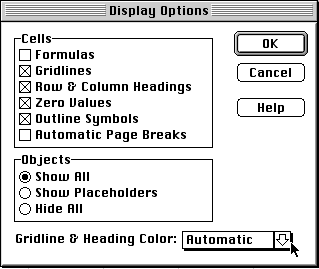 Display Options
Cells
Formulas
Gridlines
Row & Column Headings
Zero Values
Outline Symbols
Automatic Page Breaks
Objects
Show All
Show Placeholders
Hide All
Gridline & Heading Color: Automatic
OK
Cancel
Help